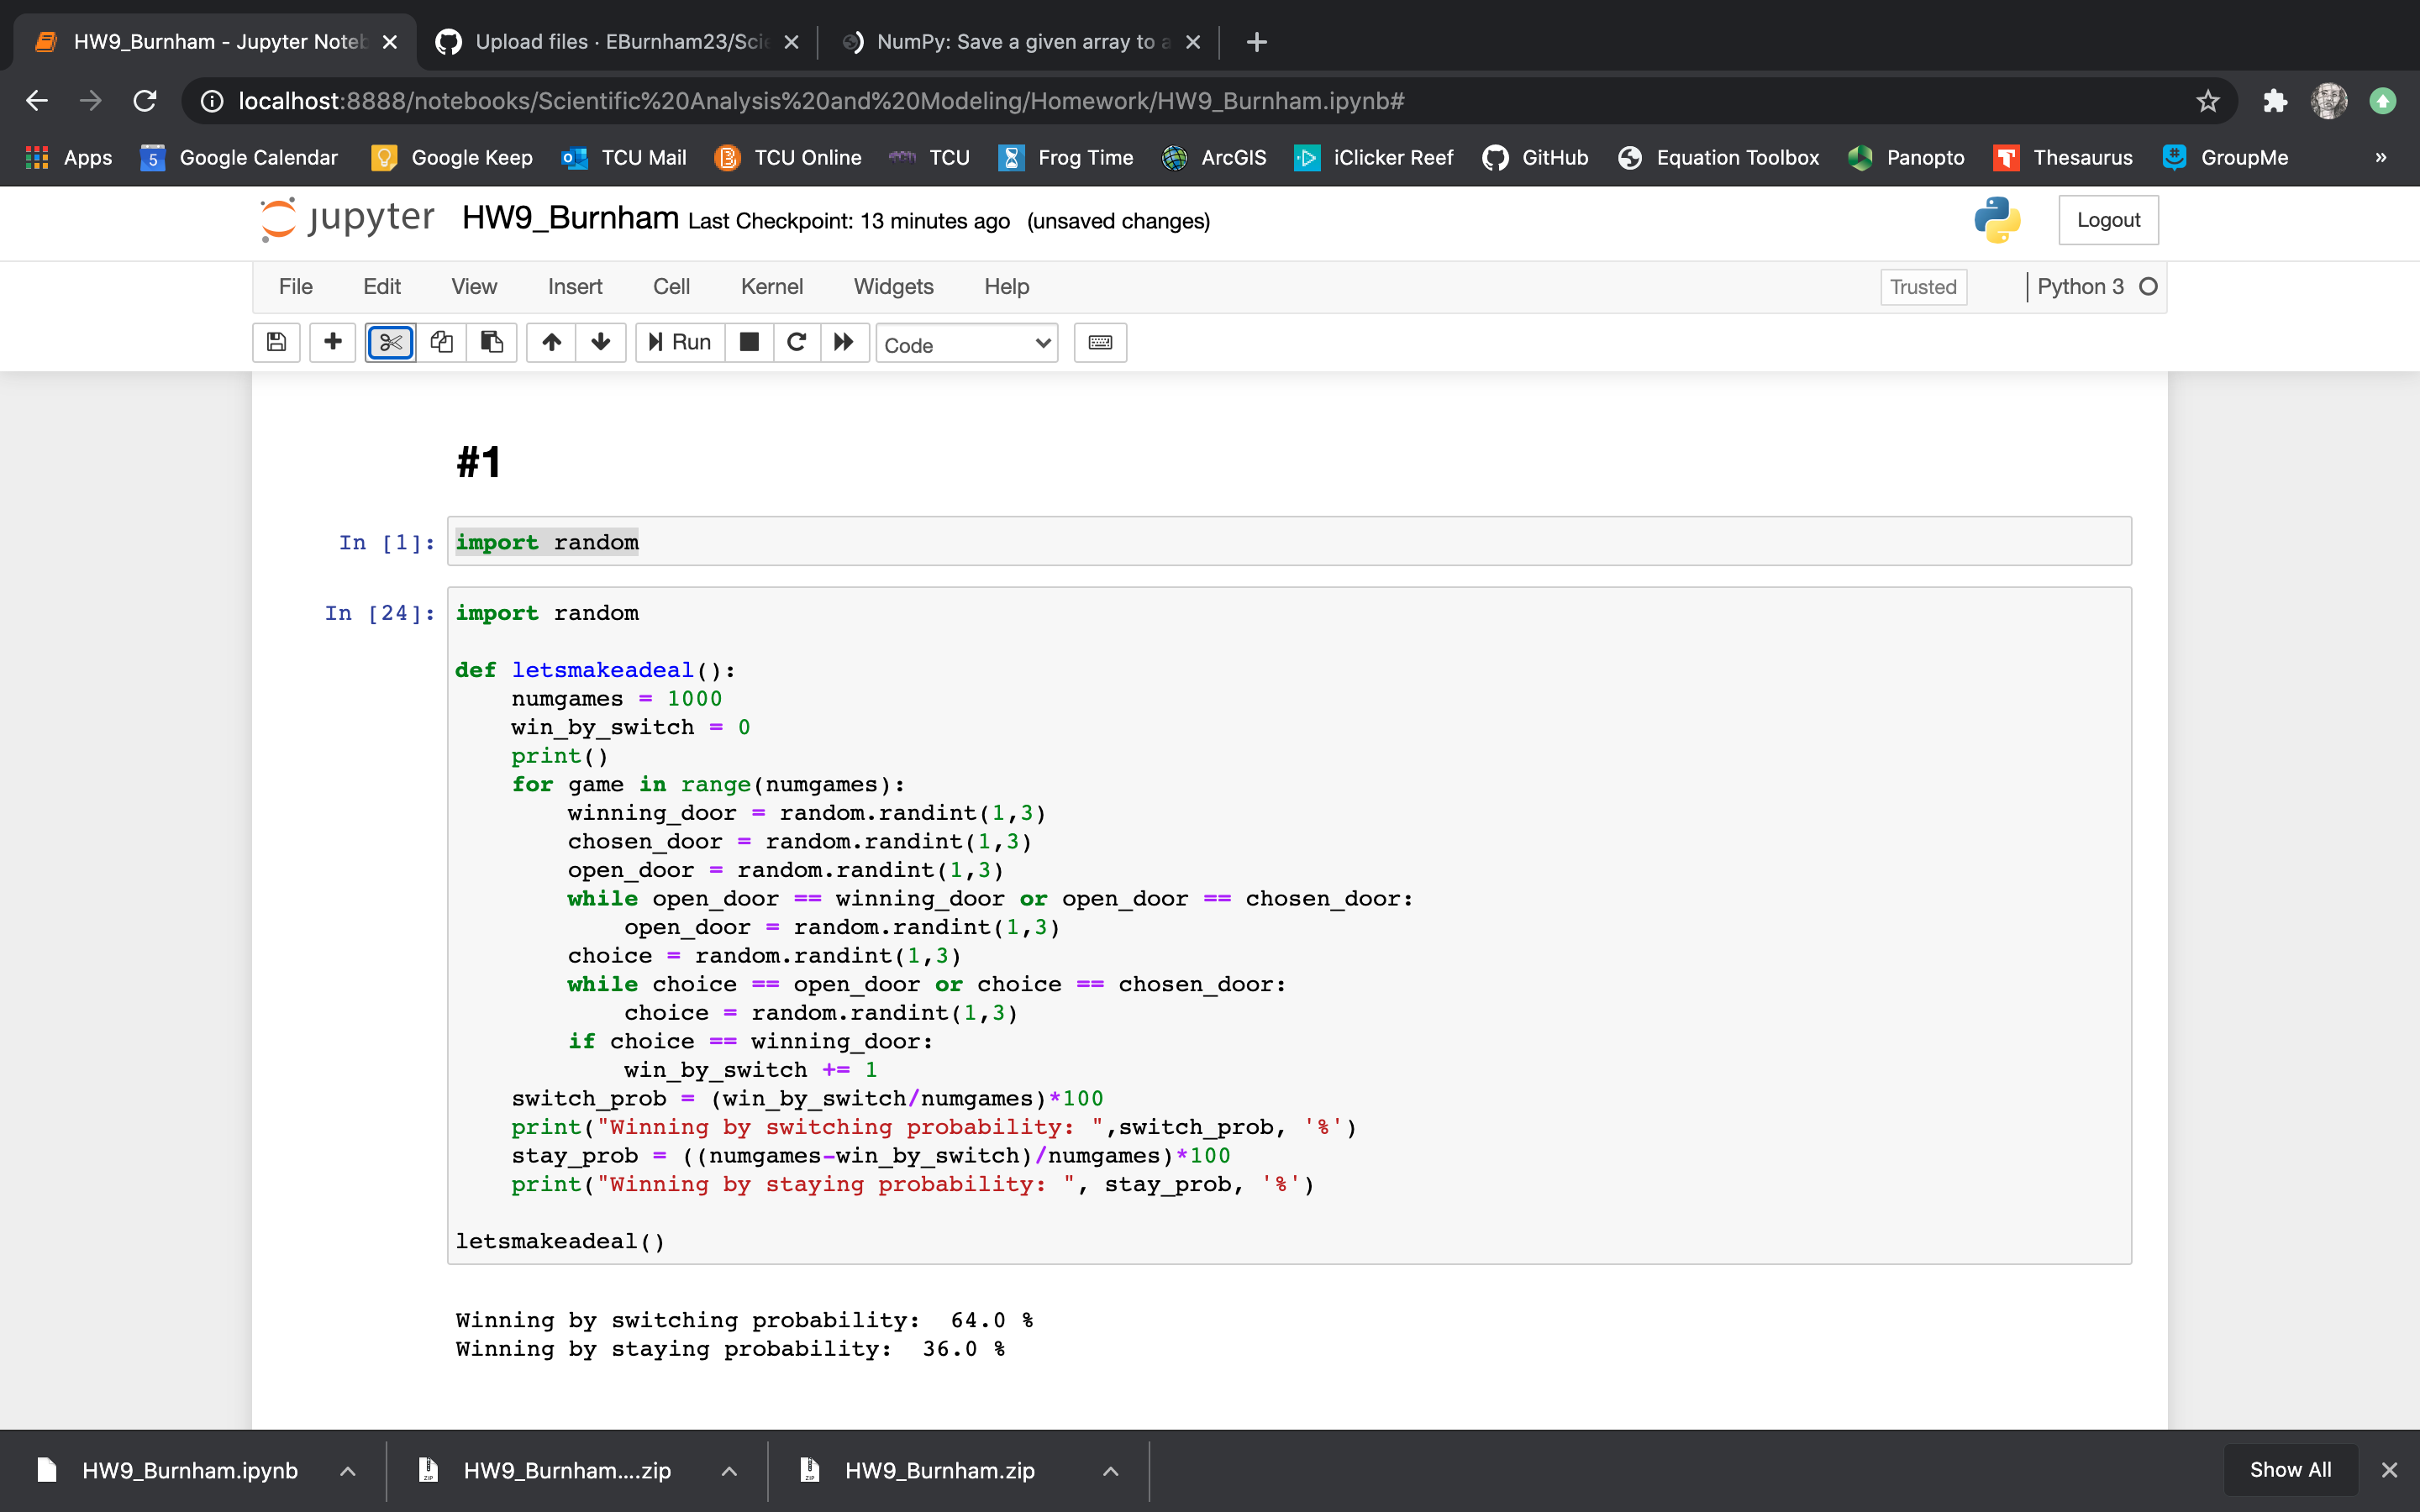 HW9_Burnham - Jupyter Noteb
Upload files · EBurnham23/Scie
NumPy: Save a given array to a
localhost:8888/notebooks/Scientific%20Analysis%20and%20Modeling/Homework/HW9_Burnham.ipynb#
Apps
5
Google Calendar
Google Keep
TCU Mail
TCU Online
TCU
Frog Time
ArcGIS
iClicker Reef
GitHub
Equation Toolbox
Panopto
Thesaurus
GroupMe
»
jupyter HW9_Burnham Last Checkpoint: 13 minutes ago (unsaved changes)
Logout
File Edit View Insert Cell Kernel Widgets Help
Trusted
Python 3
Run
Code
#1
In [1]: import random
In [24]: import random
def letsmakeadeal():
    numgames = 1000
    win_by_switch = 0
    print()
    for game in range(numgames):
        winning_door = random.randint(1,3)
        chosen_door = random.randint(1,3)
        open_door = random.randint(1,3)
        while open_door == winning_door or open_door == chosen_door:
            open_door = random.randint(1,3)
        choice = random.randint(1,3)
        while choice == open_door or choice == chosen_door:
            choice = random.randint(1,3)
        if choice == winning_door:
            win_by_switch += 1
    switch_prob = (win_by_switch/numgames)*100
    print("Winning by switching probability: ",switch_prob, '%')
    stay_prob = ((numgames-win_by_switch)/numgames)*100
    print("Winning by staying probability: ", stay_prob, '%')
letsmakeadeal()
Winning by switching probability:  64.0 %
Winning by staying probability:  36.0 %
HW9_Burnham.ipynb
HW9_Burnham....zip
HW9_Burnham.zip
Show All